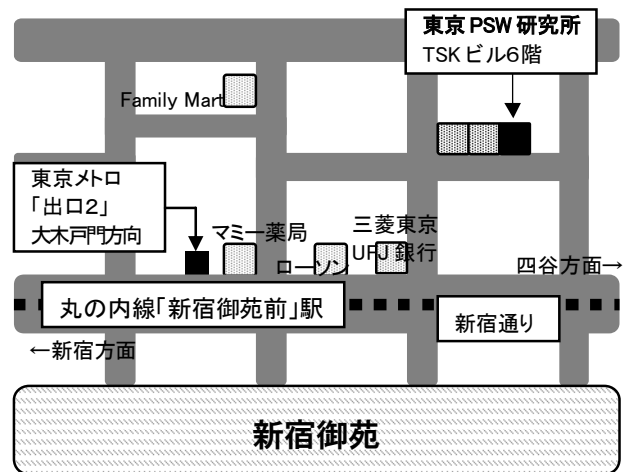 東京PSW研究所
TSKビル6階
Family Mart
東京メトロ
「出口2」
大木戸門方向
マミー薬局
ローソン
三菱東京
UFJ銀行
四谷方面→
丸の内線「新宿御苑前」駅
新宿通り
←新宿方面
新宿御苑